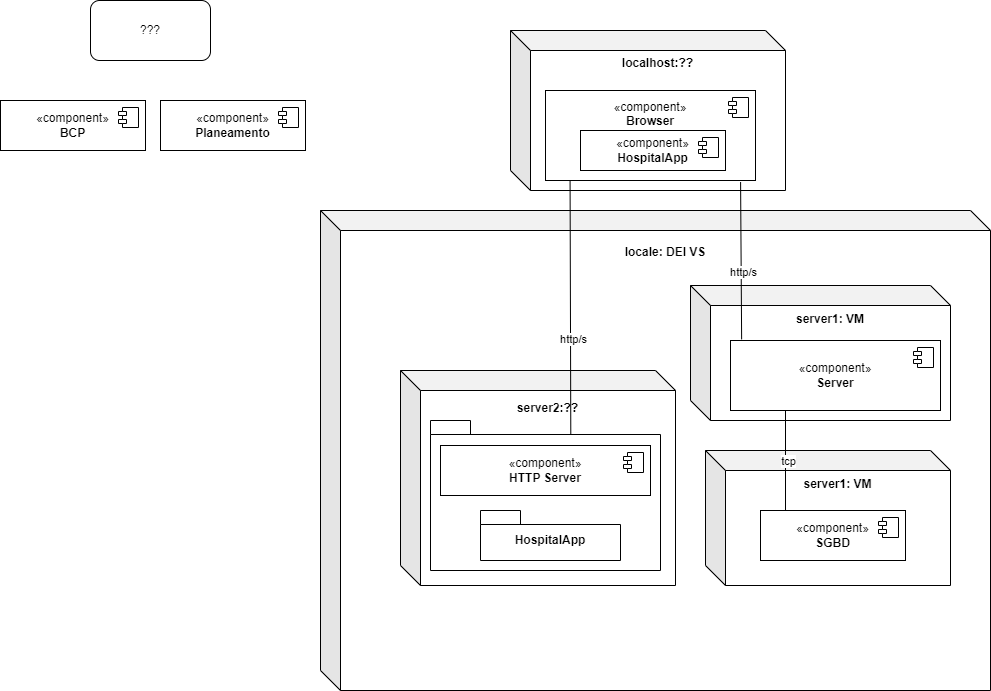 ???
«component»
BCP
«component»
Planeamento
localhost:??
«component»
Browser
«component»
HospitalApp
locale: DEI VS
http/s
http/s
server1: VM
«component»
Server
server2:??
«component»
HTTP Server
HospitalApp
tcp
server1: VM
«component»
SGBD